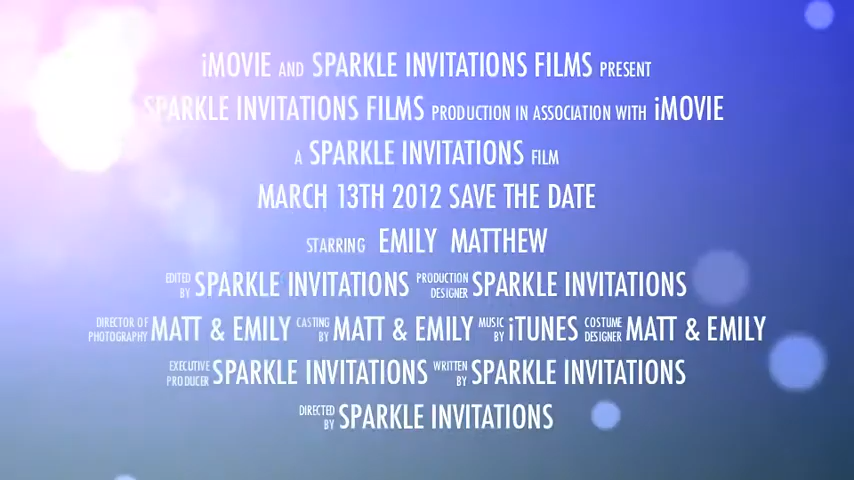 iMOVIE AND SPARKLE INVITATIONS FILMS PRESENT
SPARKLE INVITATIONS FILMS PRODUCTION IN ASSOCIATION WITH iMOVIE
A SPARKLE INVITATIONS FILM
MARCH 13TH 2012 SAVE THE DATE
STARRING EMILY MATTHEW
EDITED BY SPARKLE INVITATIONS PRODUCTION DESIGNER SPARKLE INVITATIONS
DIRECTOR OF PHOTOGRAPHY MATT & EMILY CASTING BY MATT & EMILY MUSIC BY iTUNES COSTUME DESIGNER MATT & EMILY
EXECUTIVE PRODUCER SPARKLE INVITATIONS WRITTEN BY SPARKLE INVITATIONS
DIRECTED BY SPARKLE INVITATIONS